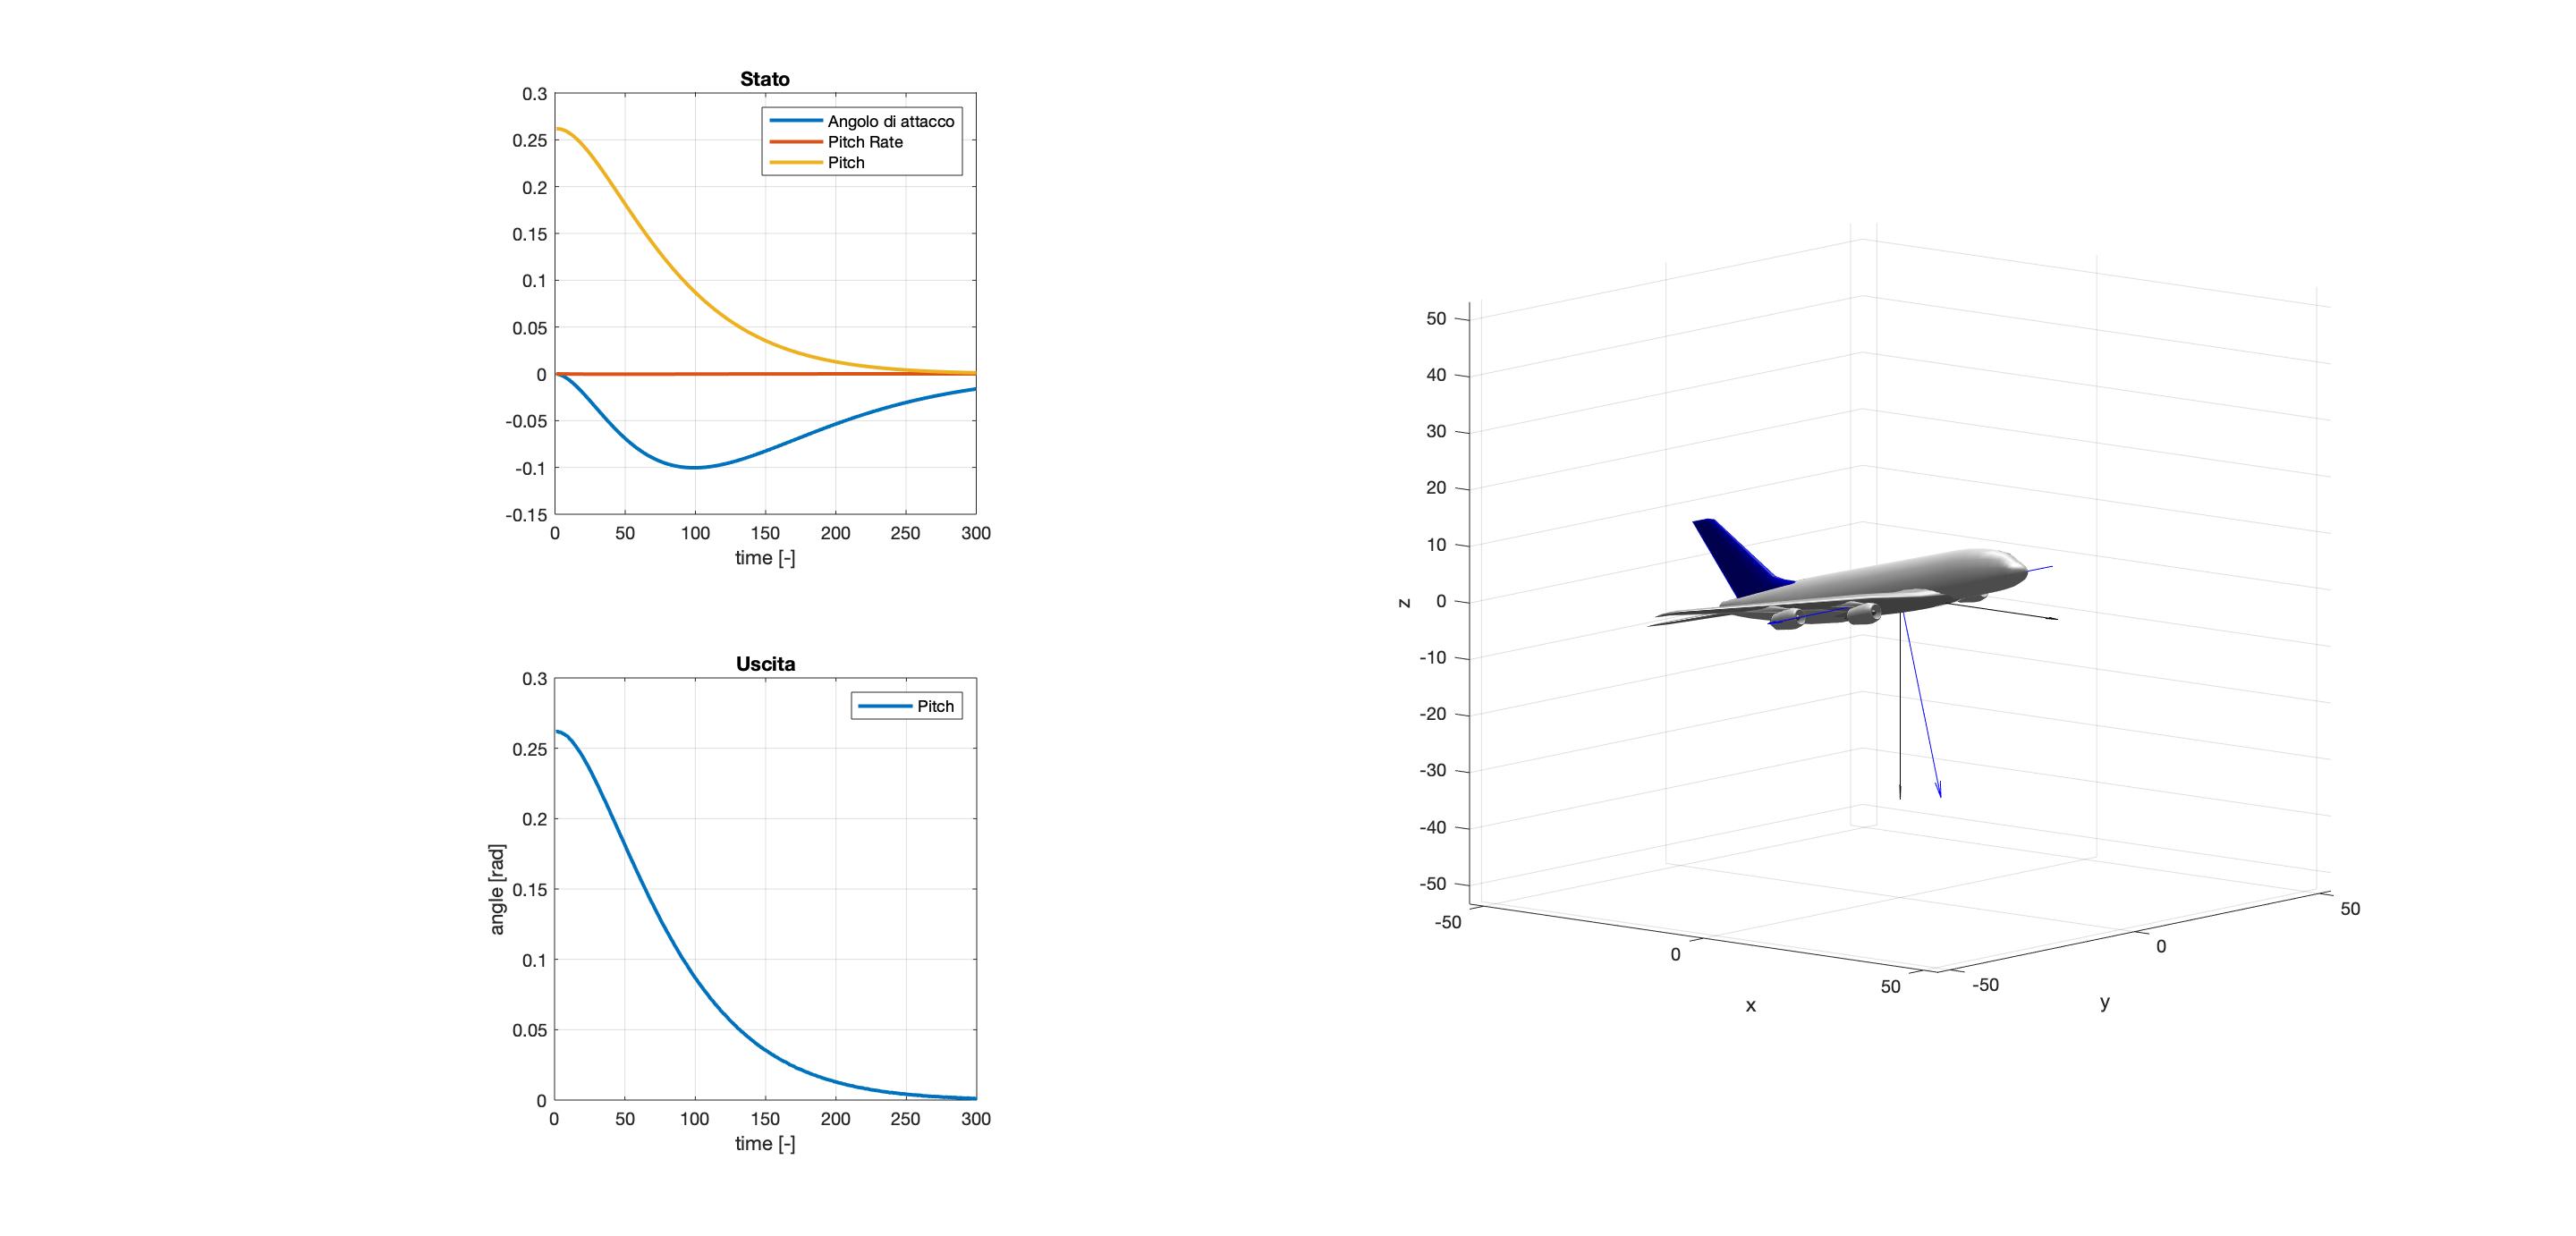 Stato
0.3
0.25
0.2
0.15
0.1
0.05
0
-0.05
-0.1
-0.15
Angolo di attacco
Pitch Rate
Pitch
0 50 100 150 200 250 300
time [-]
Uscita
0.3
0.25
0.2
0.15
0.1
0.05
0
angle [rad]
Pitch
0 50 100 150 200 250 300
time [-]
50
40
30
20
10
0
-10
-20
-30
-40
-50
z
-50 0 50
x
-50 0 50
y